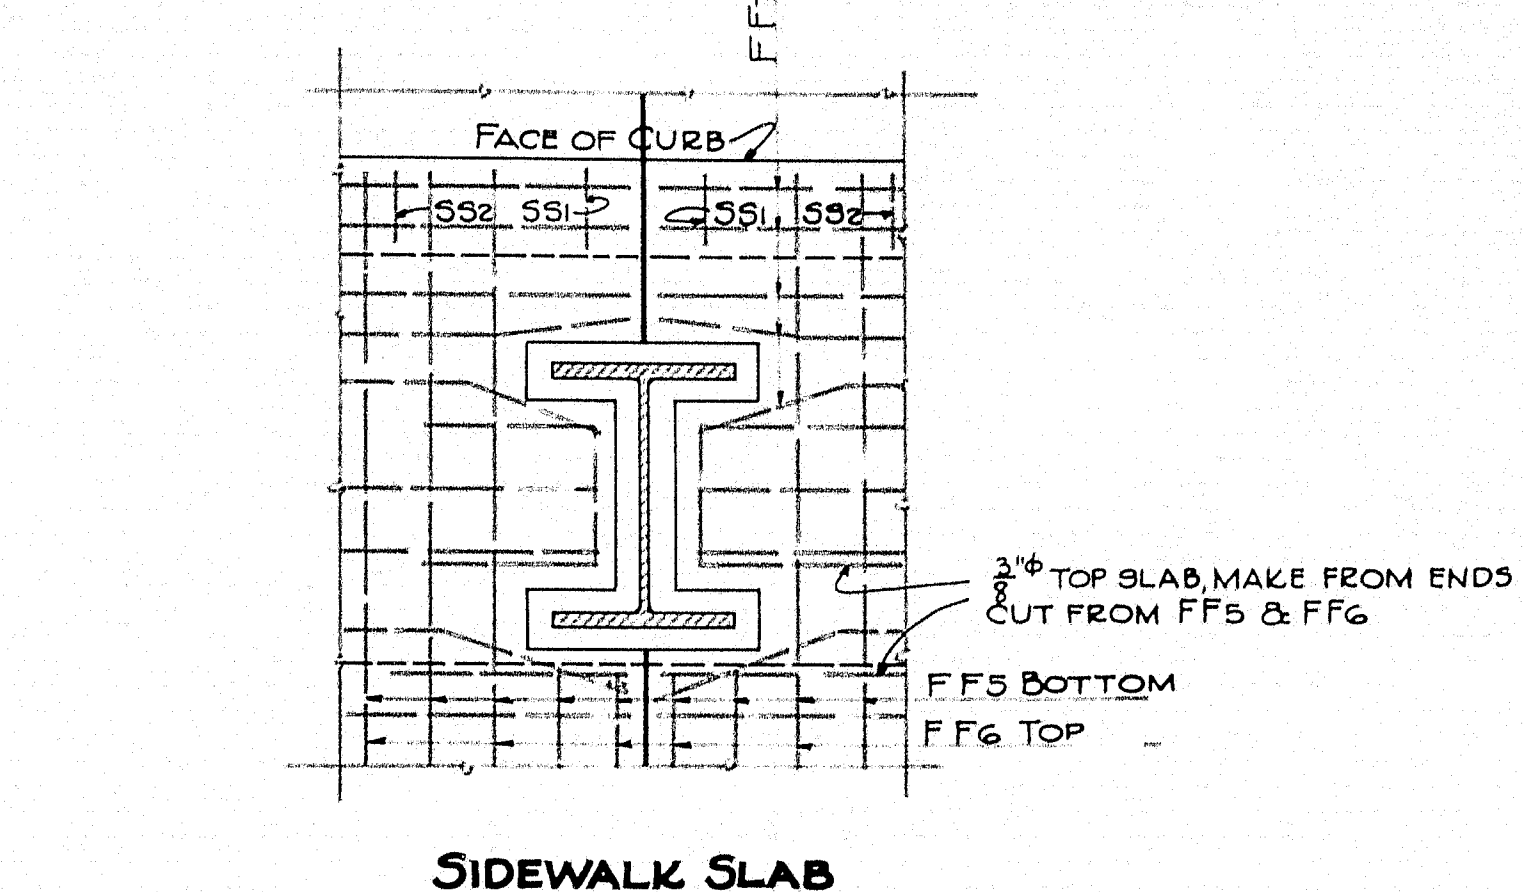 FF
FACE OF CURB
SS2 SS1 SS1 SS2
3/8"φ TOP SLAB, MAKE FROM ENDS
CUT FROM FF5 & FF6
FF5 BOTTOM
FF6 TOP
SIDEWALK SLAB